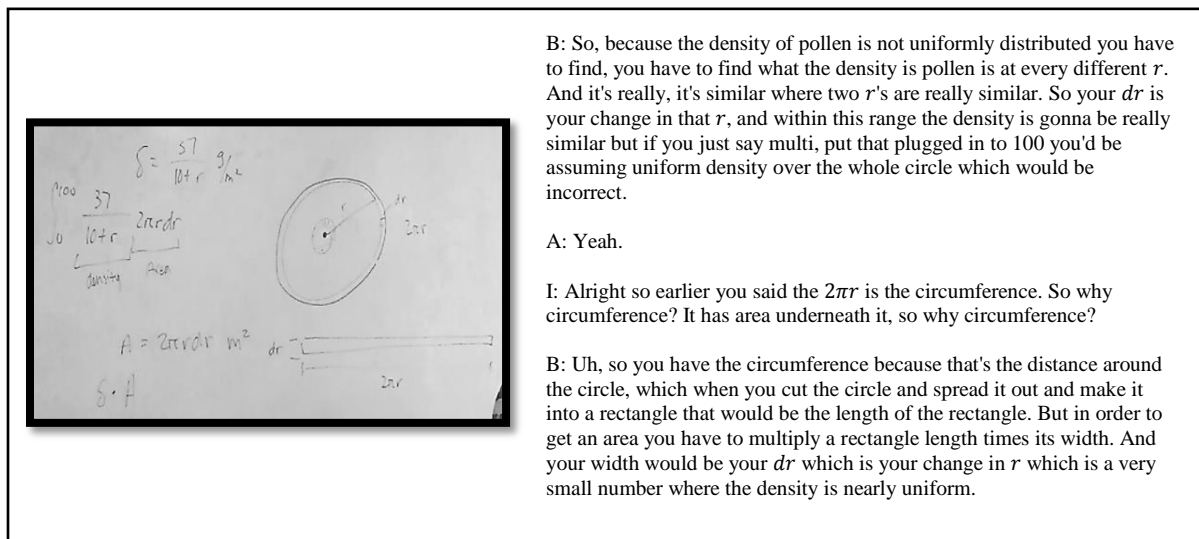 δ = 37/(10+r) g/m²
∫₀¹⁰⁰ 37/(10+r) 2πr dr
density Area
r
dr
2πr
A = 2πr dr m²
dr
2πr
δ · A
B: So, because the density of pollen is not uniformly distributed you have
to find, you have to find what the density is pollen is at every different r.
And it's really, it's similar where two r's are really similar. So your dr is
your change in that r, and within this range the density is gonna be really
similar but if you just say multi, put that plugged in to 100 you'd be
assuming uniform density over the whole circle which would be
incorrect.
A: Yeah.
I: Alright so earlier you said the 2πr is the circumference. So why
circumference? It has area underneath it, so why circumference?
B: Uh, so you have the circumference because that's the distance around
the circle, which when you cut the circle and spread it out and make it
into a rectangle that would be the length of the rectangle. But in order to
get an area you have to multiply a rectangle length times its width. And
your width would be your dr which is your change in r which is a very
small number where the density is nearly uniform.